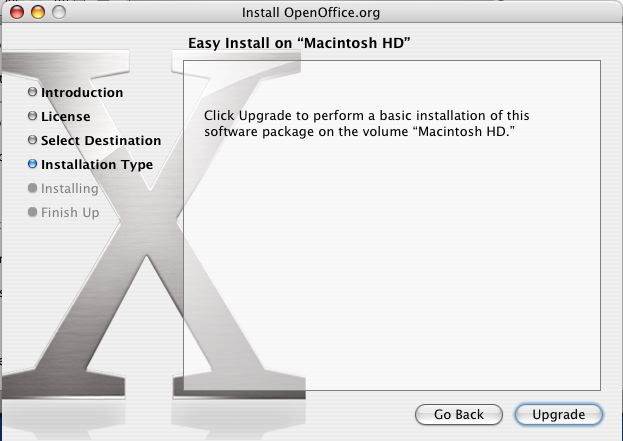 Install OpenOffice.org
Easy Install on “Macintosh HD”
Introduction
License
Select Destination
Installation Type
Installing
Finish Up
Click Upgrade to perform a basic installation of this
software package on the volume “Macintosh HD.”
Go Back
Upgrade